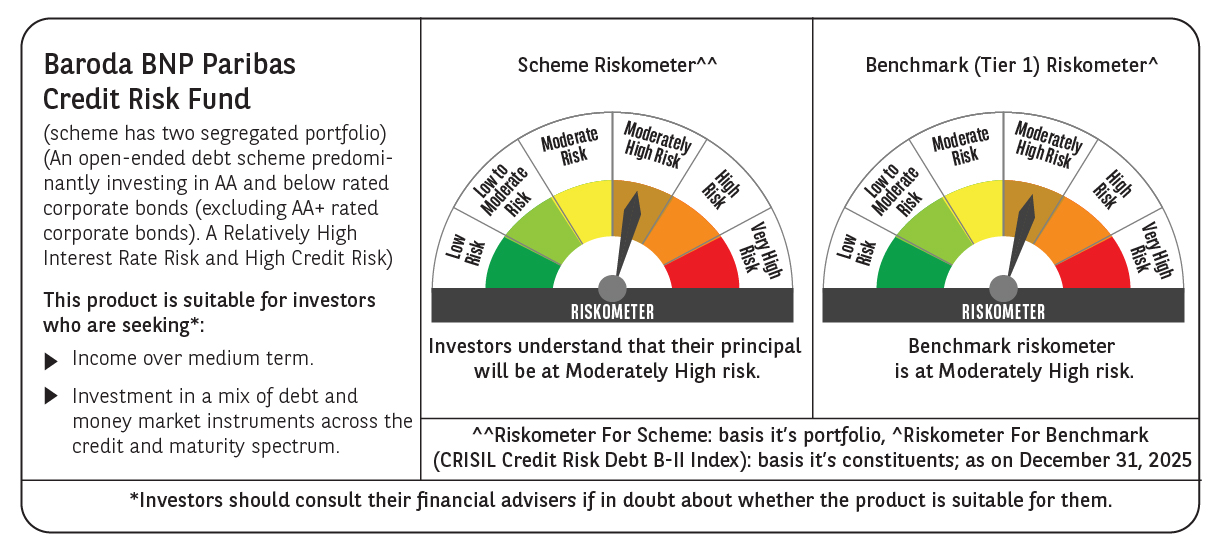 Baroda BNP Paribas
Credit Risk Fund
(scheme has two segregated portfolio)
(An open-ended debt scheme predomi-
nantly investing in AA and below rated
corporate bonds (excluding AA+ rated
corporate bonds). A Relatively High
Interest Rate Risk and High Credit Risk)
This product is suitable for investors
who are seeking*:
Income over medium term.
Investment in a mix of debt and
money market instruments across the
credit and maturity spectrum.
Scheme Riskometer^^
Low
Risk
Low to
Moderate
Risk
Moderate
Risk
Moderately
High Risk
High
Risk
Very High
Risk
RISKOMETER
Investors understand that their principal
will be at Moderately High risk.
Benchmark (Tier 1) Riskometer^
Low
Risk
Low to
Moderate
Risk
Moderate
Risk
Moderately
High Risk
High
Risk
Very High
Risk
RISKOMETER
Benchmark riskometer
is at Moderately High risk.
^^Riskometer For Scheme: basis it's portfolio, ^Riskometer For Benchmark
(CRISIL Credit Risk Debt B-II Index): basis it's constituents; as on December 31, 2025
*Investors should consult their financial advisers if in doubt about whether the product is suitable for them.